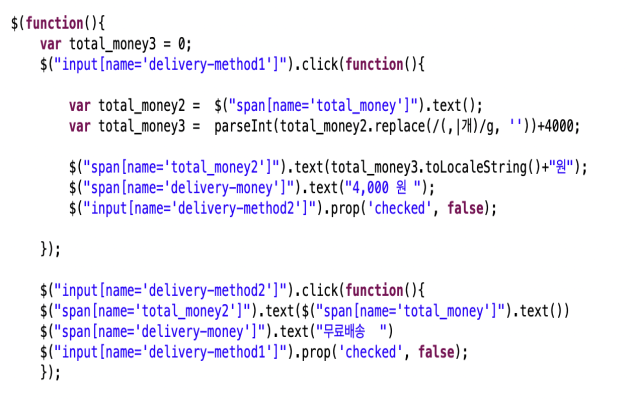 $(function(){
    var total_money3 = 0;
    $("input[name='delivery-method1']").click(function(){

        var total_money2 =  $("span[name='total_money']").text();
        var total_money3 =  parseInt(total_money2.replace(/(,|개)/g, ''))+4000;

        $("span[name='total_money2']").text(total_money3.toLocaleString()+"원");
        $("span[name='delivery-money']").text("4,000 원 ");
        $("input[name='delivery-method2']").prop('checked', false);

    });

    $("input[name='delivery-method2']").click(function(){
    $("span[name='total_money2']").text($("span[name='total_money']").text())
    $("span[name='delivery-money']").text("무료배송  ")
    $("input[name='delivery-method1']").prop('checked', false);
    });